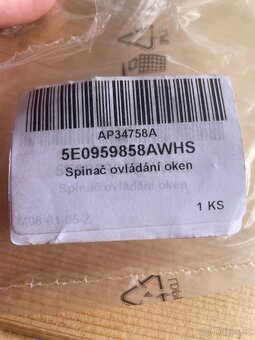 AP34758A
5E0959858AWHS
Spínač ovládání oken
Spínač ovládání oken
1 KS